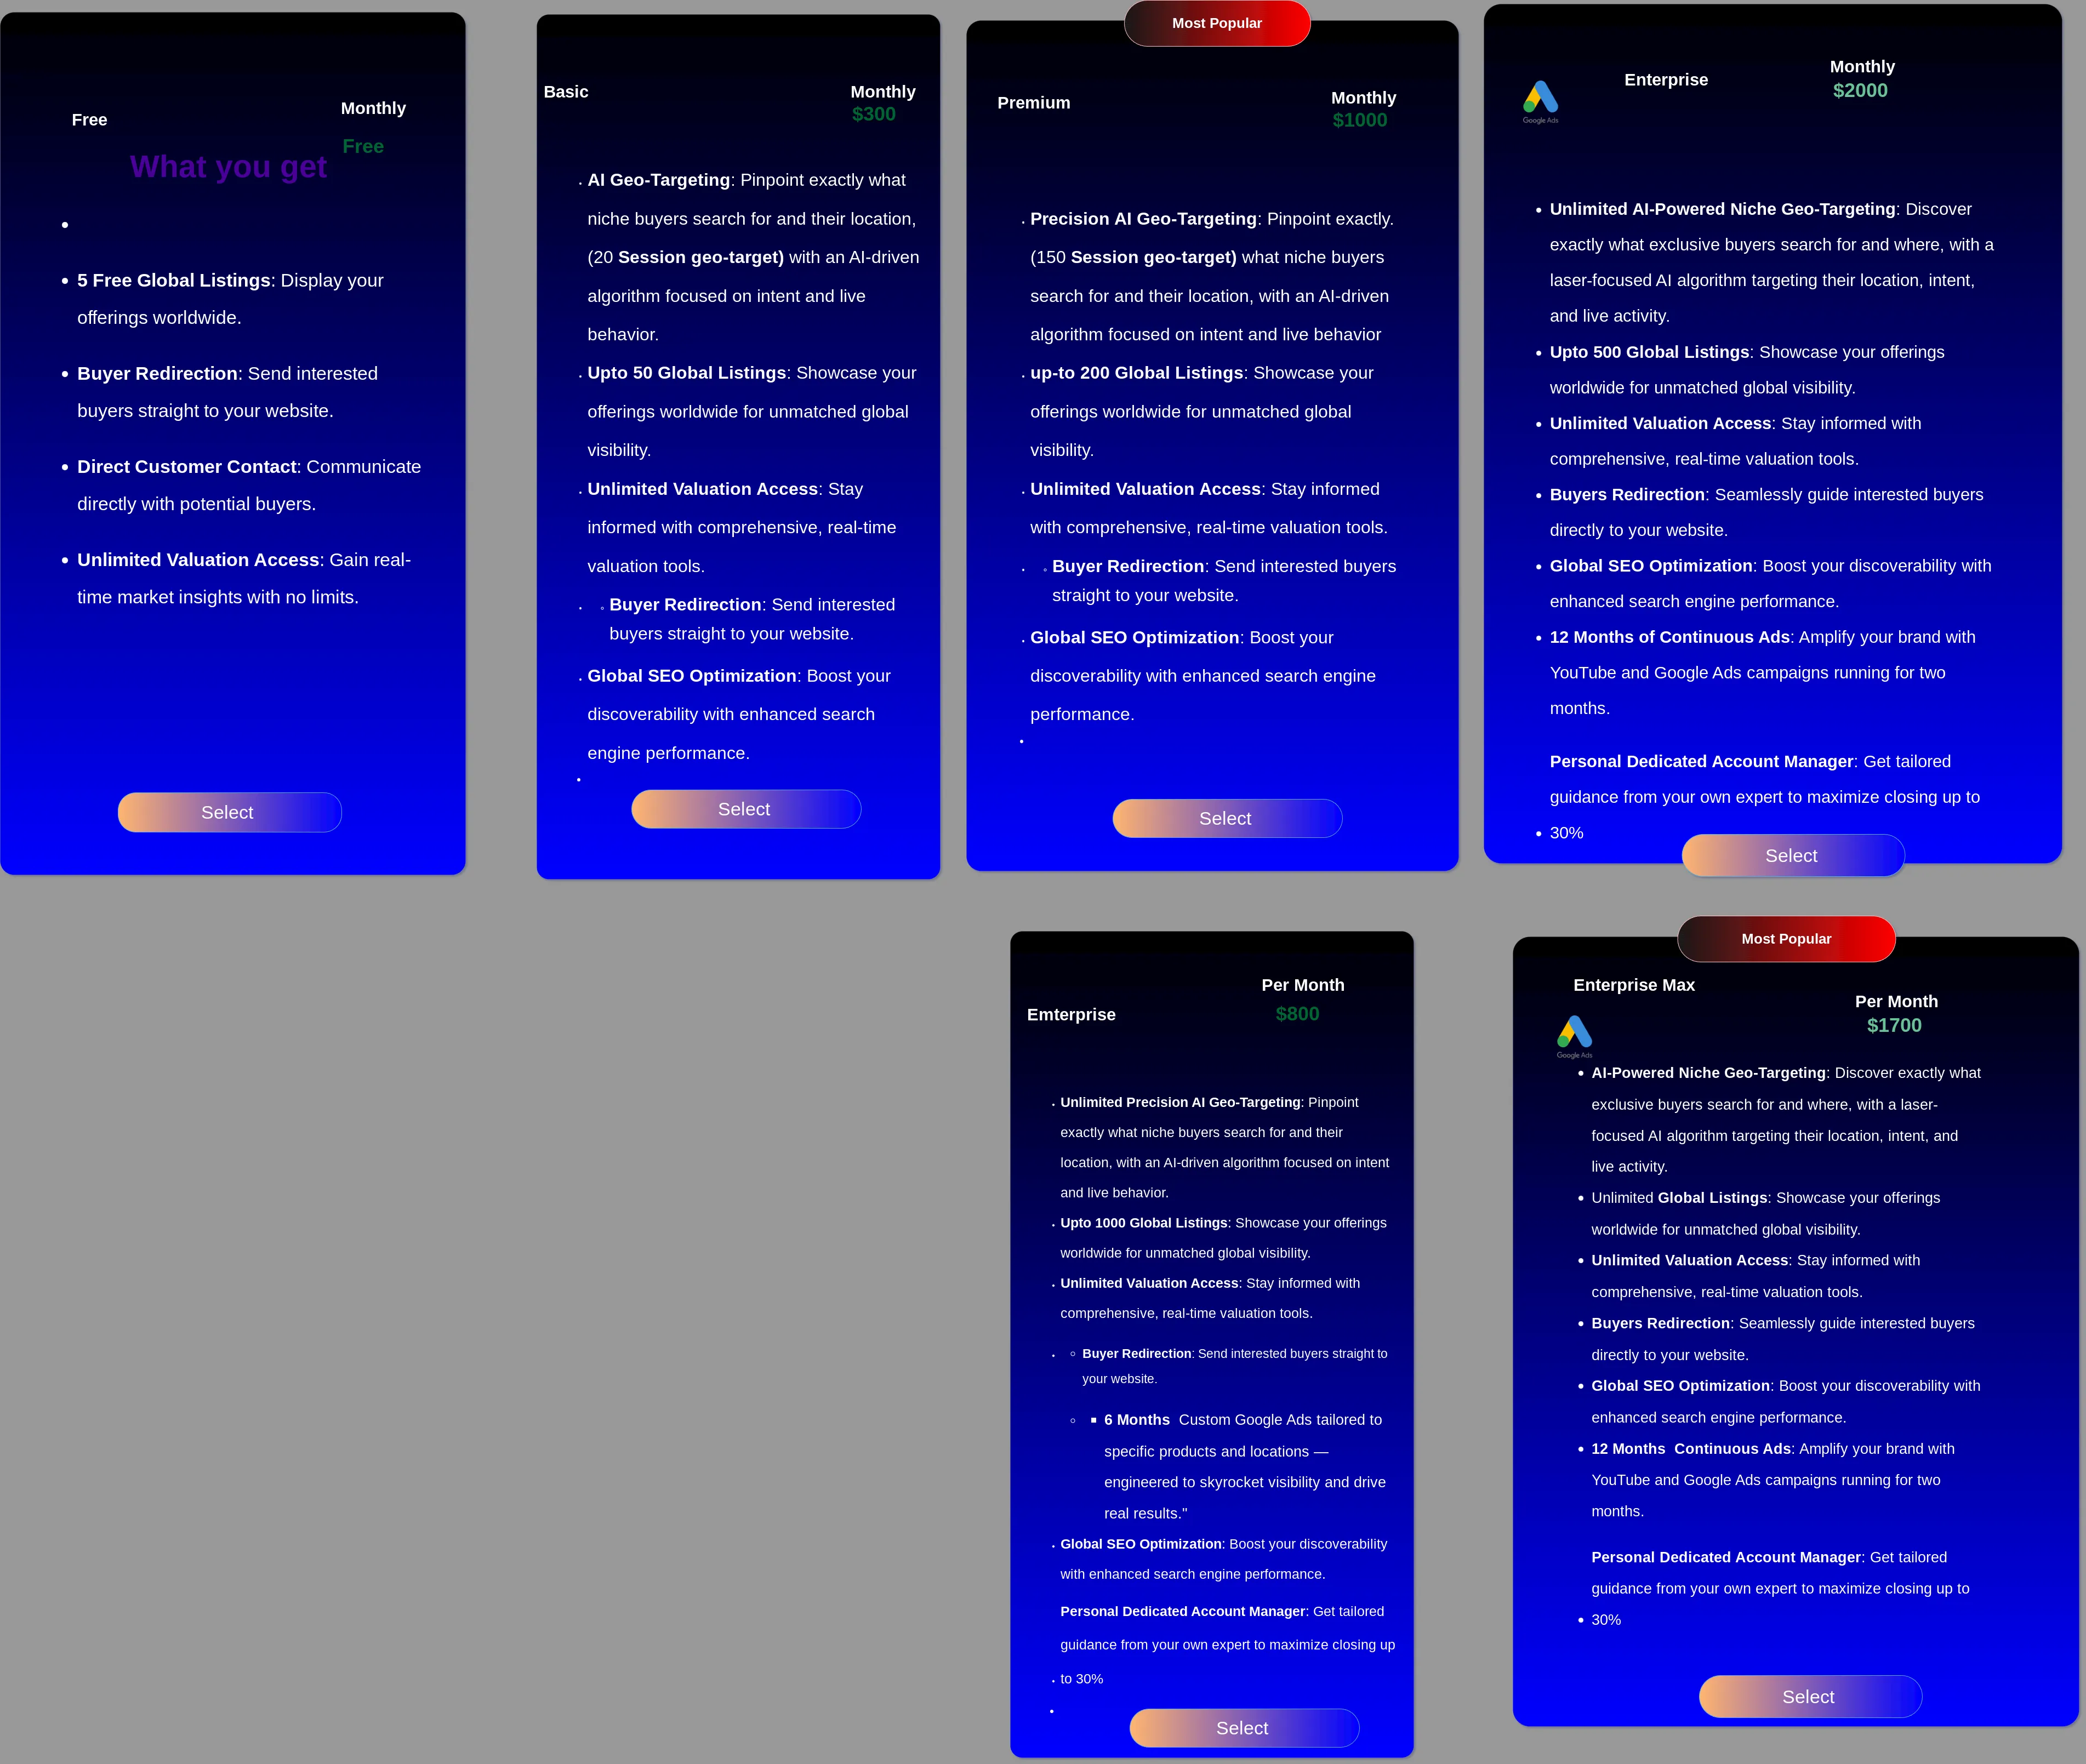 Free
Monthly
Free
What you get
5 Free Global Listings: Display your
offerings worldwide.
Buyer Redirection: Send interested
buyers straight to your website.
Direct Customer Contact: Communicate
directly with potential buyers.
Unlimited Valuation Access: Gain real-
time market insights with no limits.
Select
Basic
Monthly
$300
AI Geo-Targeting: Pinpoint exactly what
niche buyers search for and their location,
(20 Session geo-target) with an AI-driven
algorithm focused on intent and live
behavior.
Upto 50 Global Listings: Showcase your
offerings worldwide for unmatched global
visibility.
Unlimited Valuation Access: Stay
informed with comprehensive, real-time
valuation tools.
Buyer Redirection: Send interested
buyers straight to your website.
Global SEO Optimization: Boost your
discoverability with enhanced search
engine performance.
Select
Most Popular
Premium
Monthly
$1000
Precision AI Geo-Targeting: Pinpoint exactly.
(150 Session geo-target) what niche buyers
search for and their location, with an AI-driven
algorithm focused on intent and live behavior
up-to 200 Global Listings: Showcase your
offerings worldwide for unmatched global
visibility.
Unlimited Valuation Access: Stay informed
with comprehensive, real-time valuation tools.
Buyer Redirection: Send interested buyers
straight to your website.
Global SEO Optimization: Boost your
discoverability with enhanced search engine
performance.
Select
Google Ads
Enterprise
Monthly
$2000
Unlimited AI-Powered Niche Geo-Targeting: Discover
exactly what exclusive buyers search for and where, with a
laser-focused AI algorithm targeting their location, intent,
and live activity.
Upto 500 Global Listings: Showcase your offerings
worldwide for unmatched global visibility.
Unlimited Valuation Access: Stay informed with
comprehensive, real-time valuation tools.
Buyers Redirection: Seamlessly guide interested buyers
directly to your website.
Global SEO Optimization: Boost your discoverability with
enhanced search engine performance.
12 Months of Continuous Ads: Amplify your brand with
YouTube and Google Ads campaigns running for two
months.
Personal Dedicated Account Manager: Get tailored
guidance from your own expert to maximize closing up to
30%
Select
Emterprise
Per Month
$800
Unlimited Precision AI Geo-Targeting: Pinpoint
exactly what niche buyers search for and their
location, with an AI-driven algorithm focused on intent
and live behavior.
Upto 1000 Global Listings: Showcase your offerings
worldwide for unmatched global visibility.
Unlimited Valuation Access: Stay informed with
comprehensive, real-time valuation tools.
Buyer Redirection: Send interested buyers straight to
your website.
6 Months  Custom Google Ads tailored to
specific products and locations —
engineered to skyrocket visibility and drive
real results."
Global SEO Optimization: Boost your discoverability
with enhanced search engine performance.
Personal Dedicated Account Manager: Get tailored
guidance from your own expert to maximize closing up
to 30%
Select
Most Popular
Enterprise Max
Per Month
$1700
Google Ads
AI-Powered Niche Geo-Targeting: Discover exactly what
exclusive buyers search for and where, with a laser-
focused AI algorithm targeting their location, intent, and
live activity.
Unlimited Global Listings: Showcase your offerings
worldwide for unmatched global visibility.
Unlimited Valuation Access: Stay informed with
comprehensive, real-time valuation tools.
Buyers Redirection: Seamlessly guide interested buyers
directly to your website.
Global SEO Optimization: Boost your discoverability with
enhanced search engine performance.
12 Months  Continuous Ads: Amplify your brand with
YouTube and Google Ads campaigns running for two
months.
Personal Dedicated Account Manager: Get tailored
guidance from your own expert to maximize closing up to
30%
Select